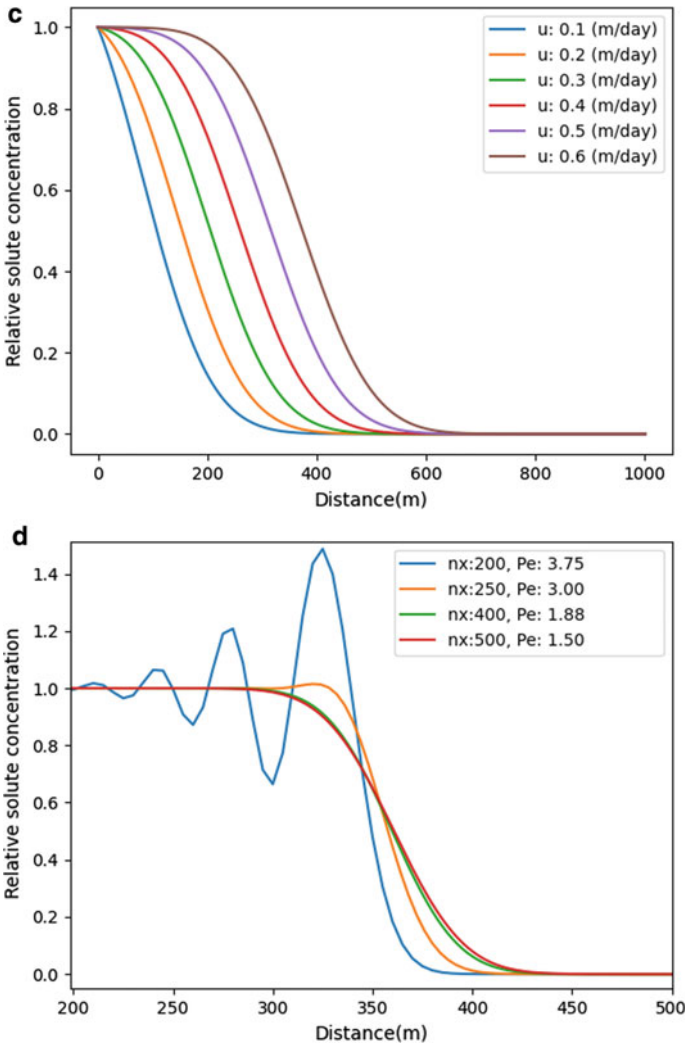 c
1.0
0.8
0.6
0.4
0.2
0.0
Relative solute concentration
u: 0.1 (m/day)
u: 0.2 (m/day)
u: 0.3 (m/day)
u: 0.4 (m/day)
u: 0.5 (m/day)
u: 0.6 (m/day)
0 200 400 600 800 1000
Distance(m)
d
1.4
1.2
1.0
0.8
0.6
0.4
0.2
0.0
Relative solute concentration
nx:200, Pe: 3.75
nx:250, Pe: 3.00
nx:400, Pe: 1.88
nx:500, Pe: 1.50
200 250 300 350 400 450 500
Distance(m)